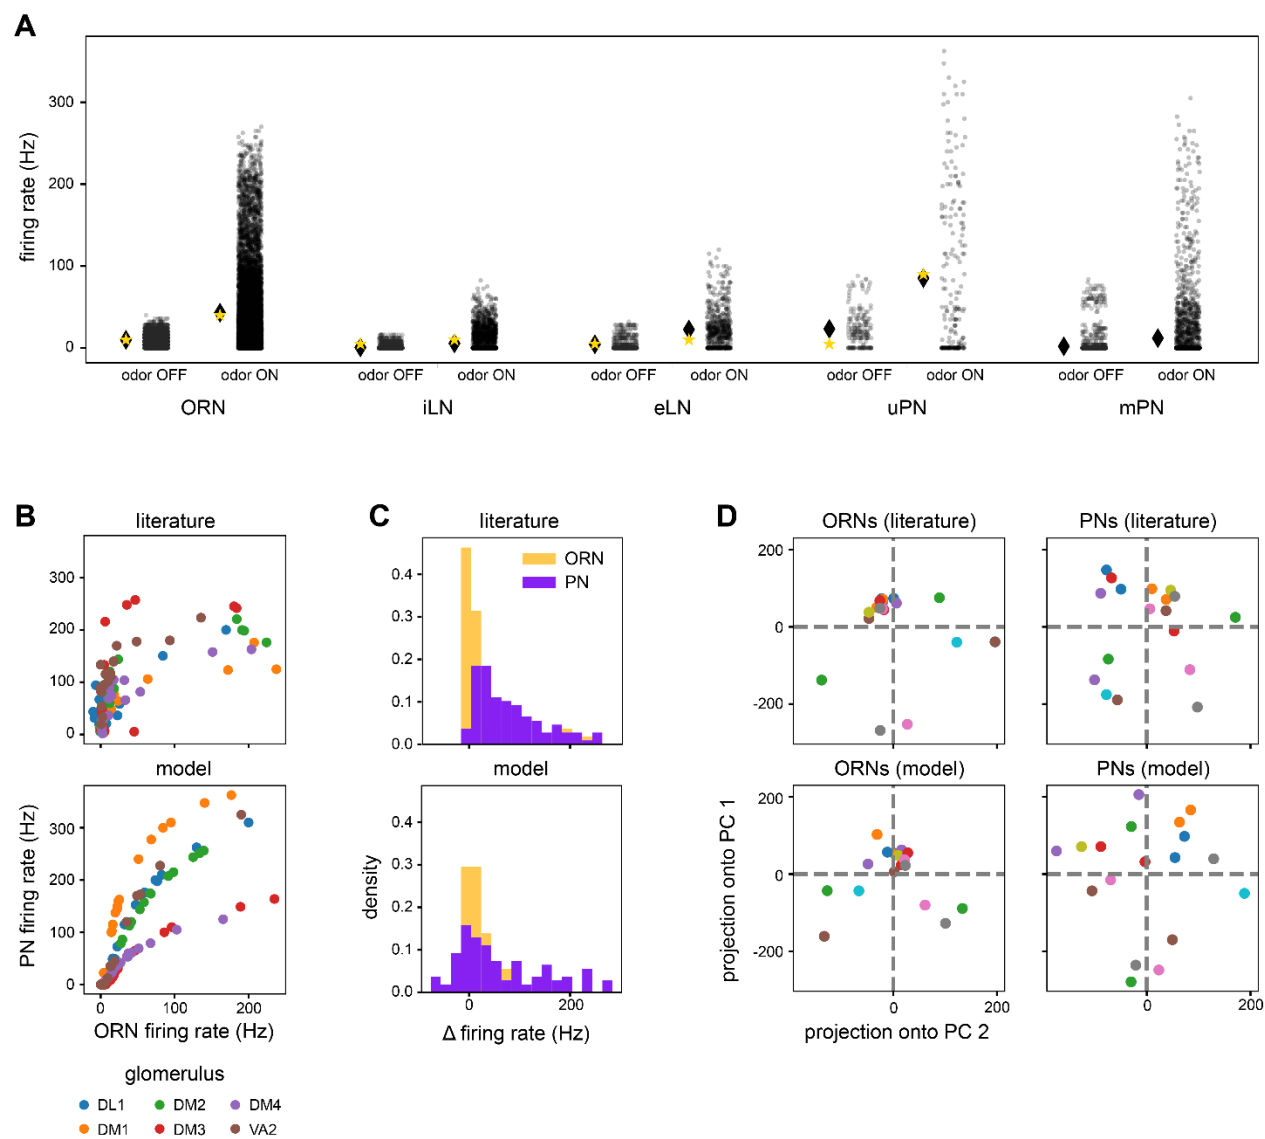 A
firing rate (Hz)
300
200
100
0
odor OFF odor ON odor OFF odor ON odor OFF odor ON odor OFF odor ON odor OFF odor ON
ORN iLN eLN uPN mPN
B
literature
300
200
100
0
model
PN firing rate (Hz)
300
200
100
0
0 100 200
ORN firing rate (Hz)
glomerulus
DL1 DM2 DM4
DM1 DM3 VA2
C
literature
ORN
PN
0.4
0.3
0.2
0.1
0.0
model
density
0.4
0.3
0.2
0.1
0.0
0 200
Δ firing rate (Hz)
D
ORNs (literature) PNs (literature)
200
0
-200
ORNs (model) PNs (model)
projection onto PC 1
200
0
-200
0 200 0 200
projection onto PC 2